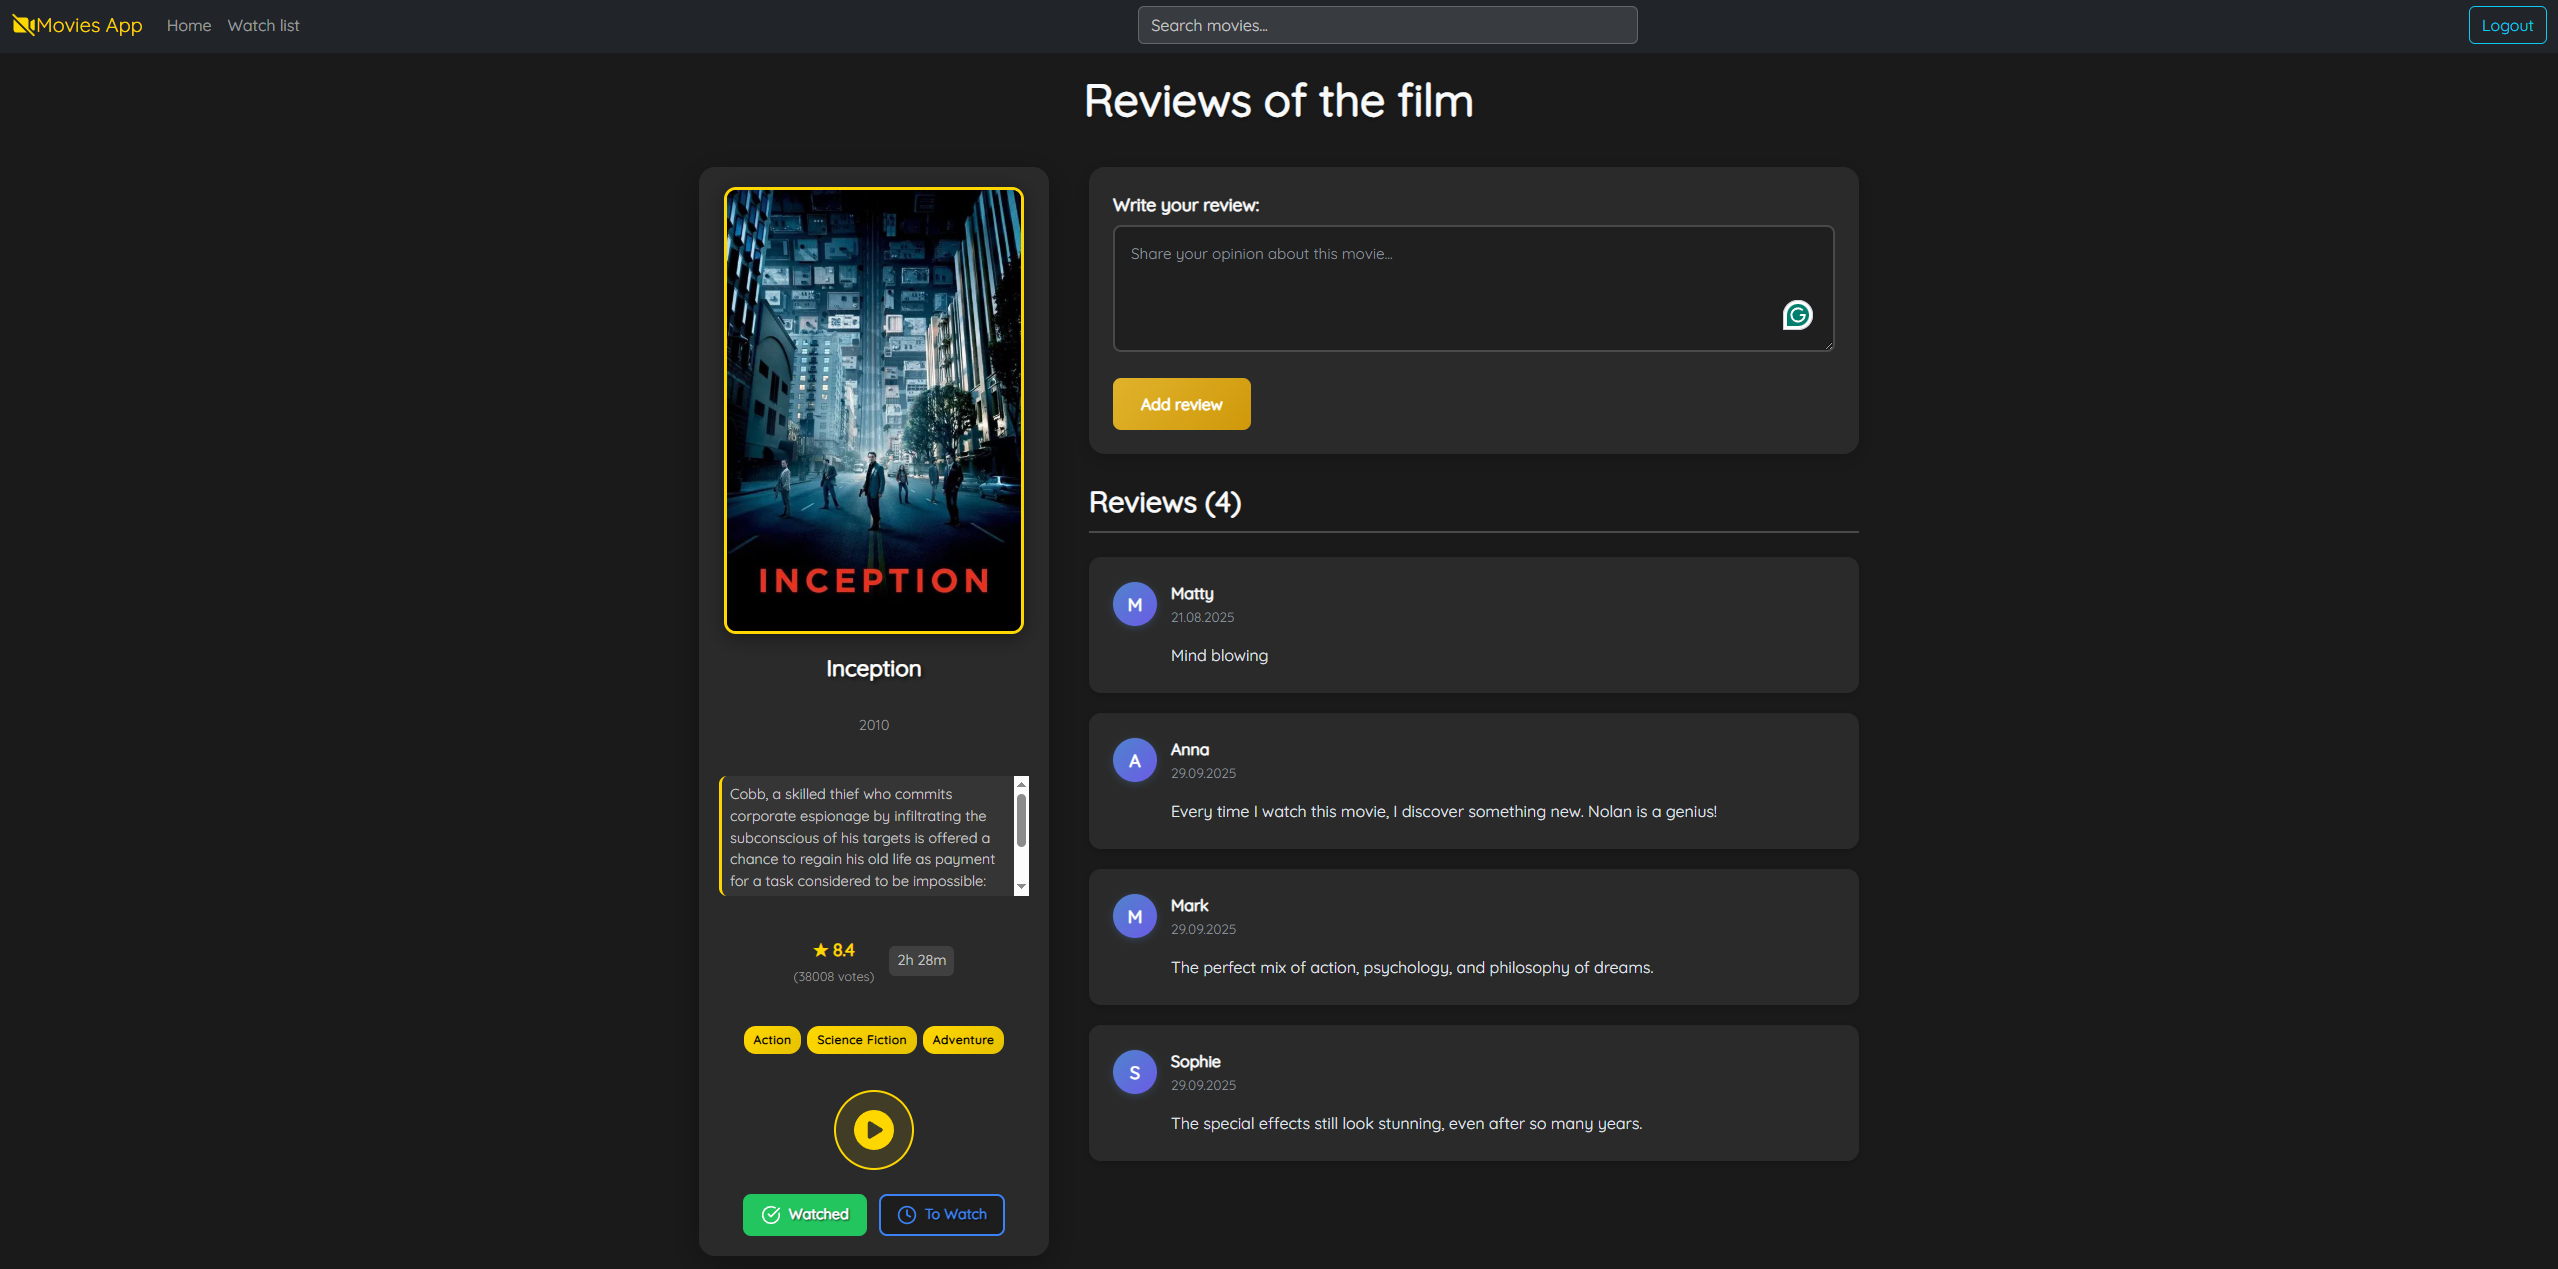 Movies App
Home
Watch list
Search movies...
Logout
Reviews of the film
INCEPTION
Inception
2010
Cobb, a skilled thief who commits
corporate espionage by infiltrating the
subconscious of his targets is offered a
chance to regain his old life as payment
for a task considered to be impossible:
★ 8.4
(38008 votes)
2h 28m
Action
Science Fiction
Adventure
Watched
To Watch
Write your review:
Share your opinion about this movie...
Add review
Reviews (4)
M
Matty
21.08.2025
Mind blowing
A
Anna
29.09.2025
Every time I watch this movie, I discover something new. Nolan is a genius!
M
Mark
29.09.2025
The perfect mix of action, psychology, and philosophy of dreams.
S
Sophie
29.09.2025
The special effects still look stunning, even after so many years.